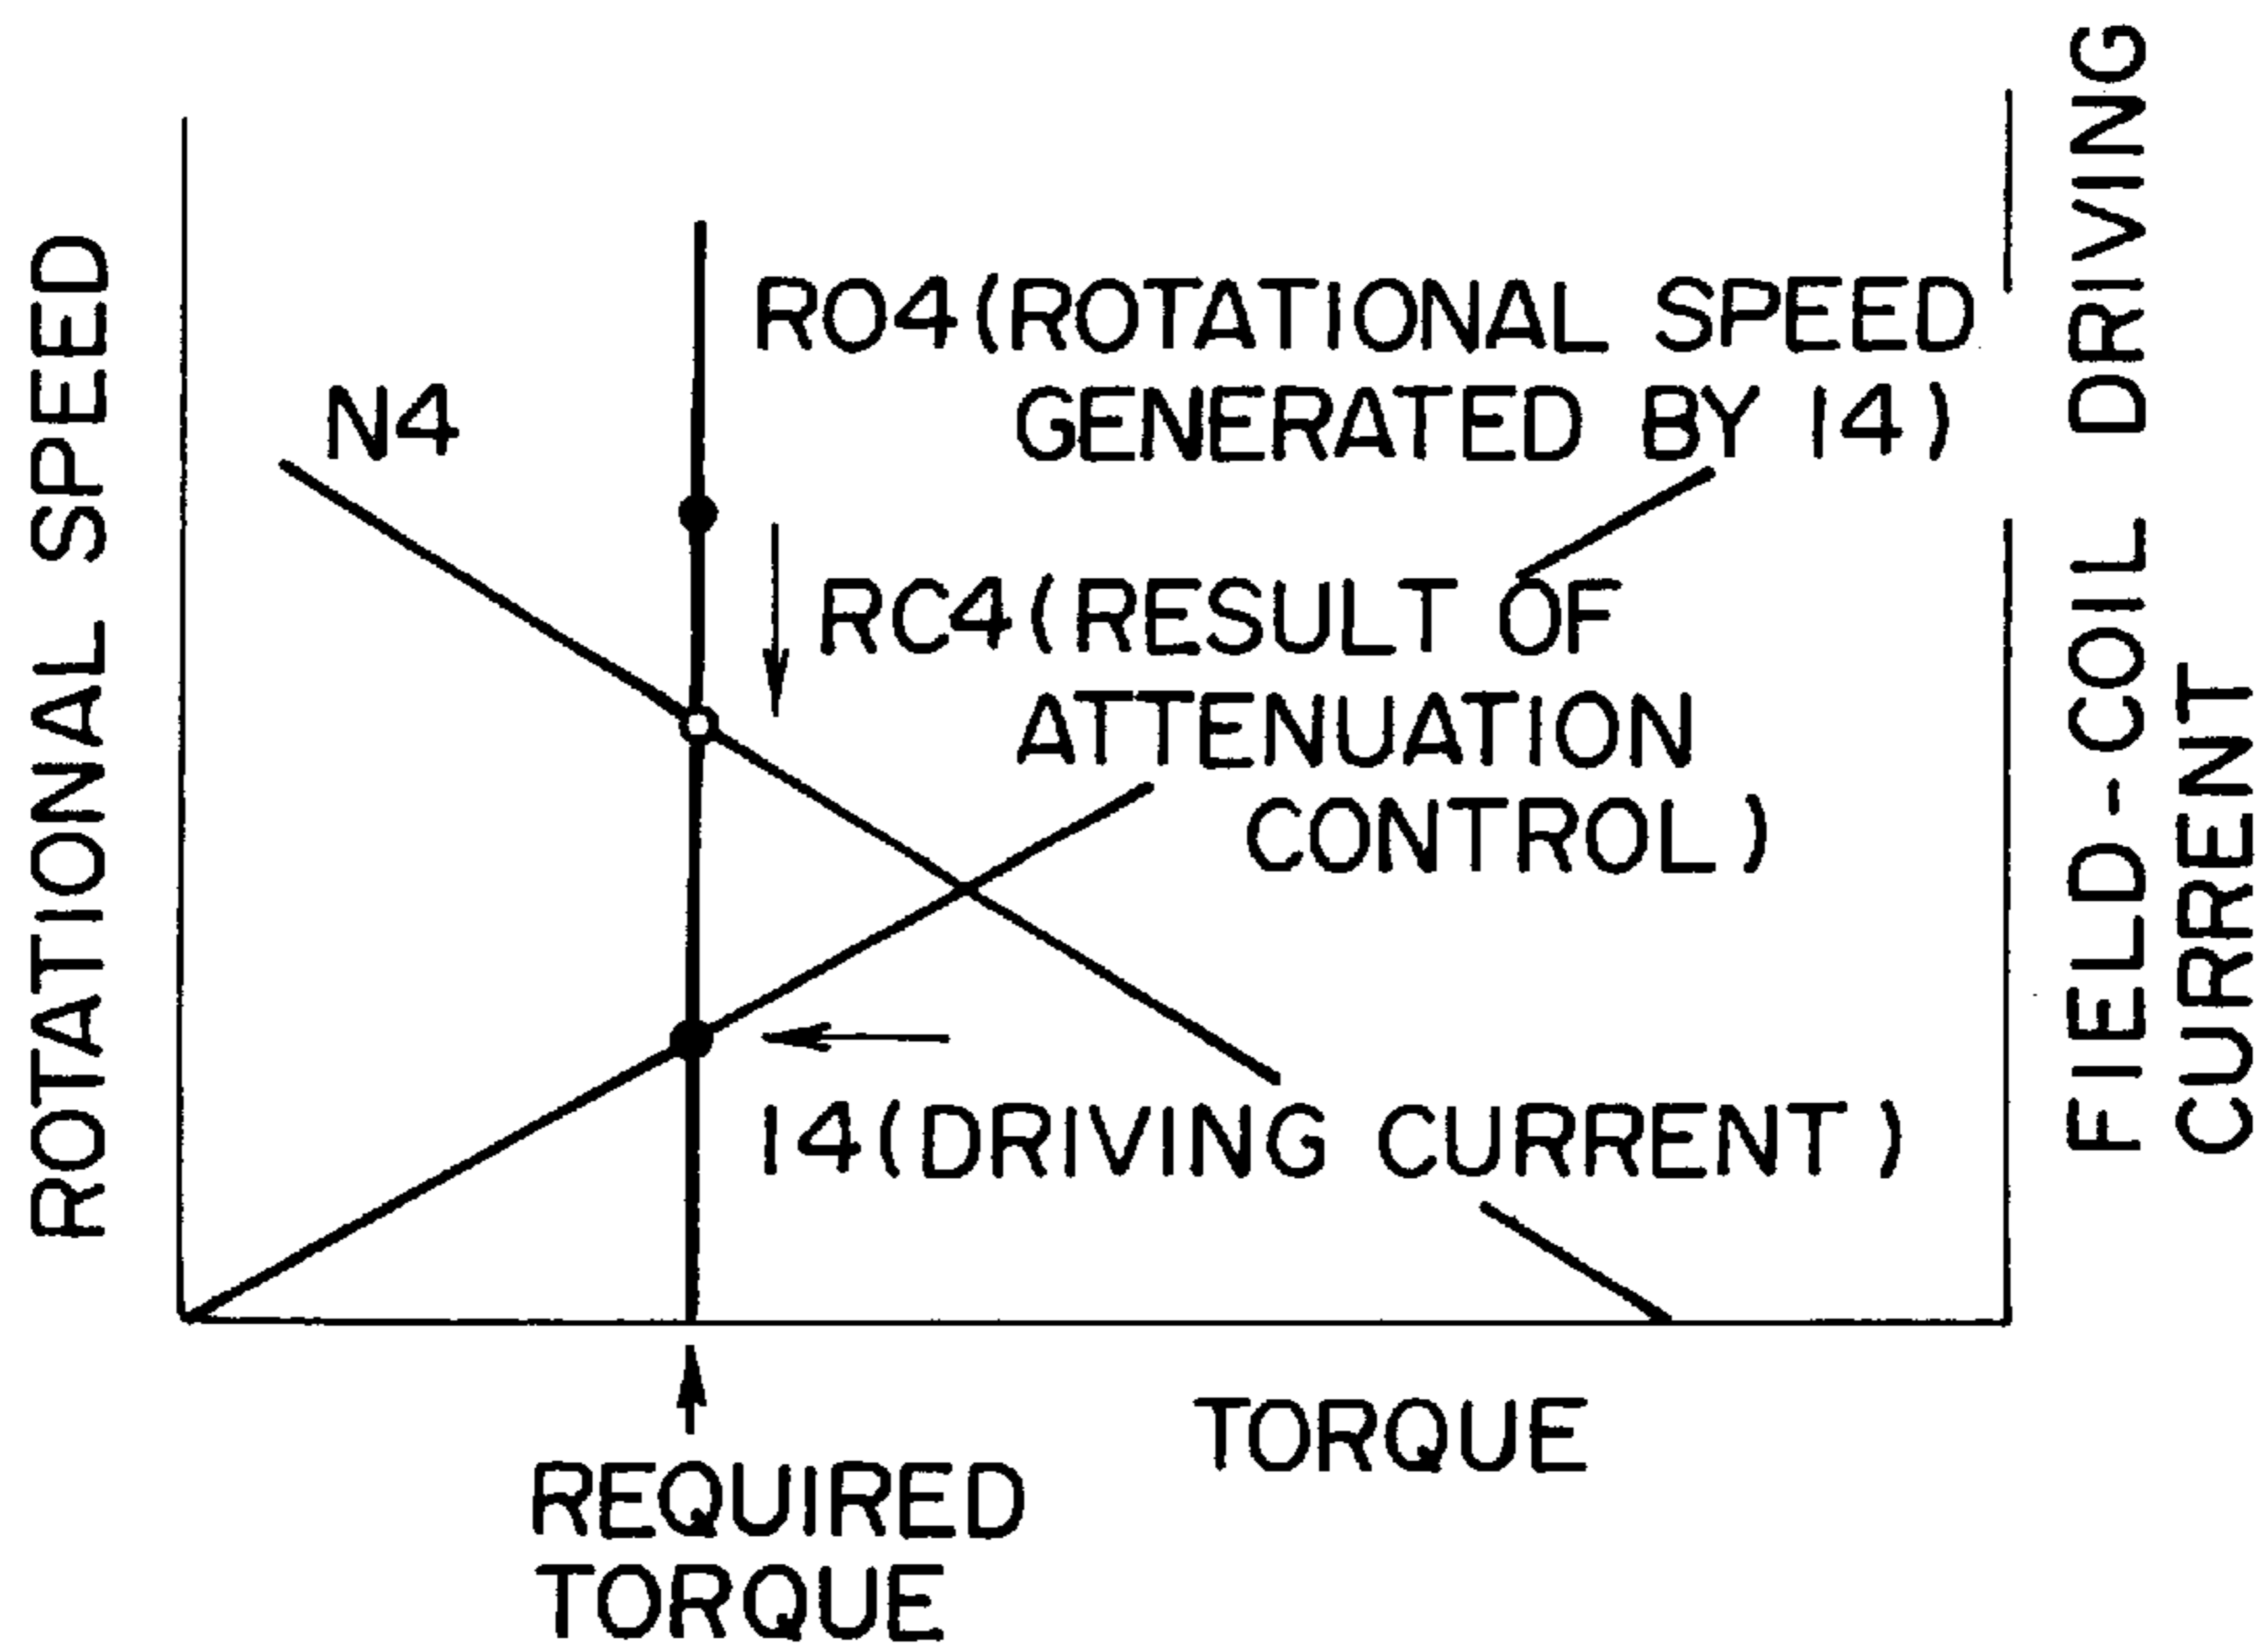 ROTATIONAL SPEED
N4
RO4(ROTATIONAL SPEED
GENERATED BY I4)
RC4(RESULT OF
ATTENUATION
CONTROL)
I4(DRIVING CURRENT)
FIELD-COIL DRIVING
CURRENT
REQUIRED
TORQUE
TORQUE